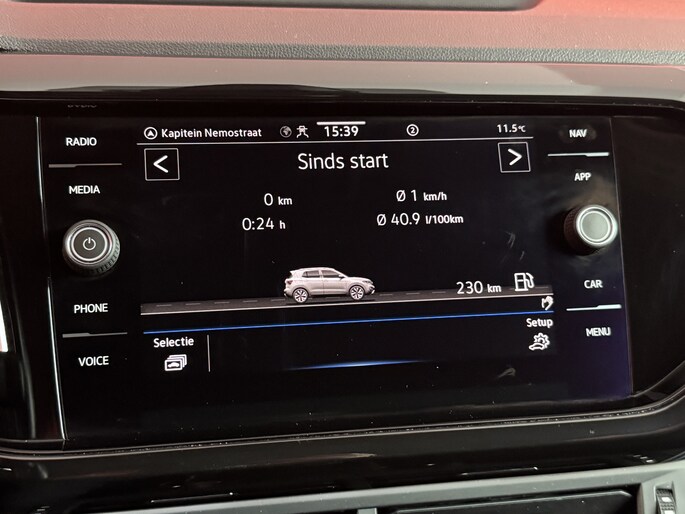 RADIO
MEDIA
PHONE
VOICE
Kapitein Nemostraat 15:39 2 11.5°C
Sinds start
0 km Ø 1 km/h
0:24 h Ø 40.9 l/100km
230 km
Selectie
Setup
NAV
APP
CAR
MENU